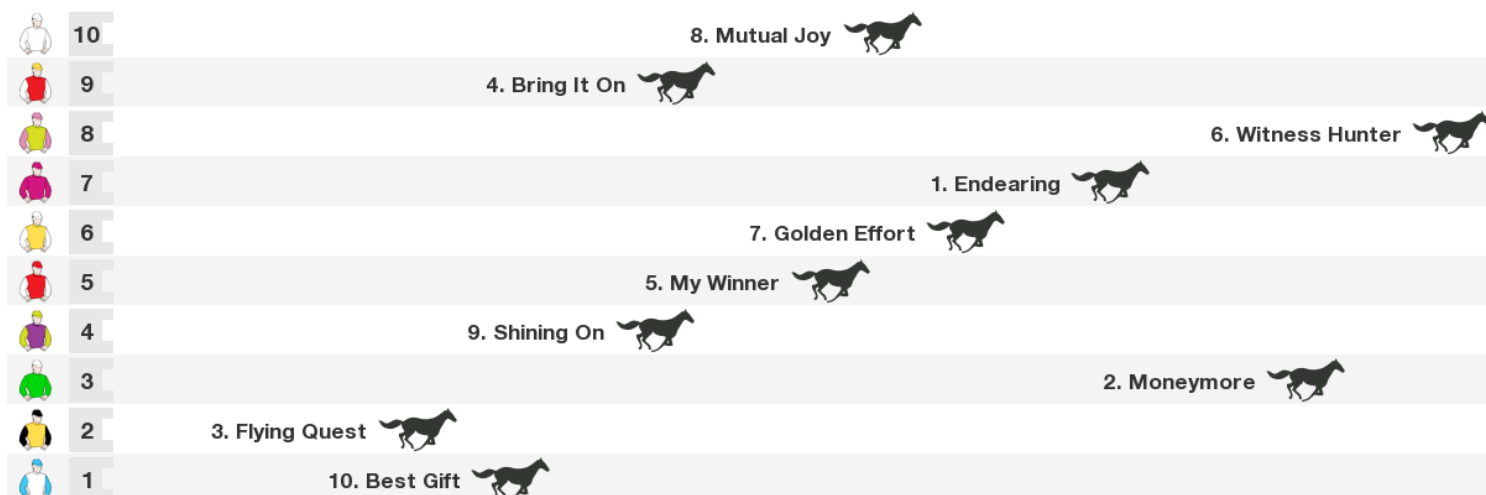 10 8. Mutual Joy
9 4. Bring It On
8 6. Witness Hunter
7 1. Endearing
6 7. Golden Effort
5 5. My Winner
4 9. Shining On
3 2. Moneymore
2 3. Flying Quest
1 10. Best Gift